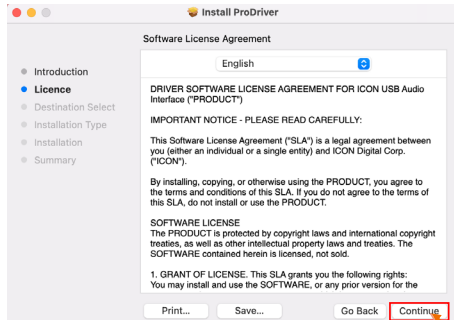 Install ProDriver
Software License Agreement
English
Introduction
Licence
Destination Select
Installation Type
Installation
Summary
DRIVER SOFTWARE LICENSE AGREEMENT FOR ICON USB Audio
Interface ("PRODUCT")
IMPORTANT NOTICE - PLEASE READ CAREFULLY:
This Software License Agreement ("SLA") is a legal agreement between
you (either an individual or a single entity) and ICON Digital Corp.
("ICON").
By installing, copying, or otherwise using the PRODUCT, you agree to
the terms and conditions of this SLA. If you do not agree to the terms of
this SLA, do not install or use the PRODUCT.
SOFTWARE LICENSE
The PRODUCT is protected by copyright laws and international copyright
treaties, as well as other intellectual property laws and treaties. The
SOFTWARE contained herein is licensed, not sold.
1. GRANT OF LICENSE. This SLA grants you the following rights:
You may install and use the SOFTWARE, or any prior version for the
Print...
Save...
Go Back
Continue